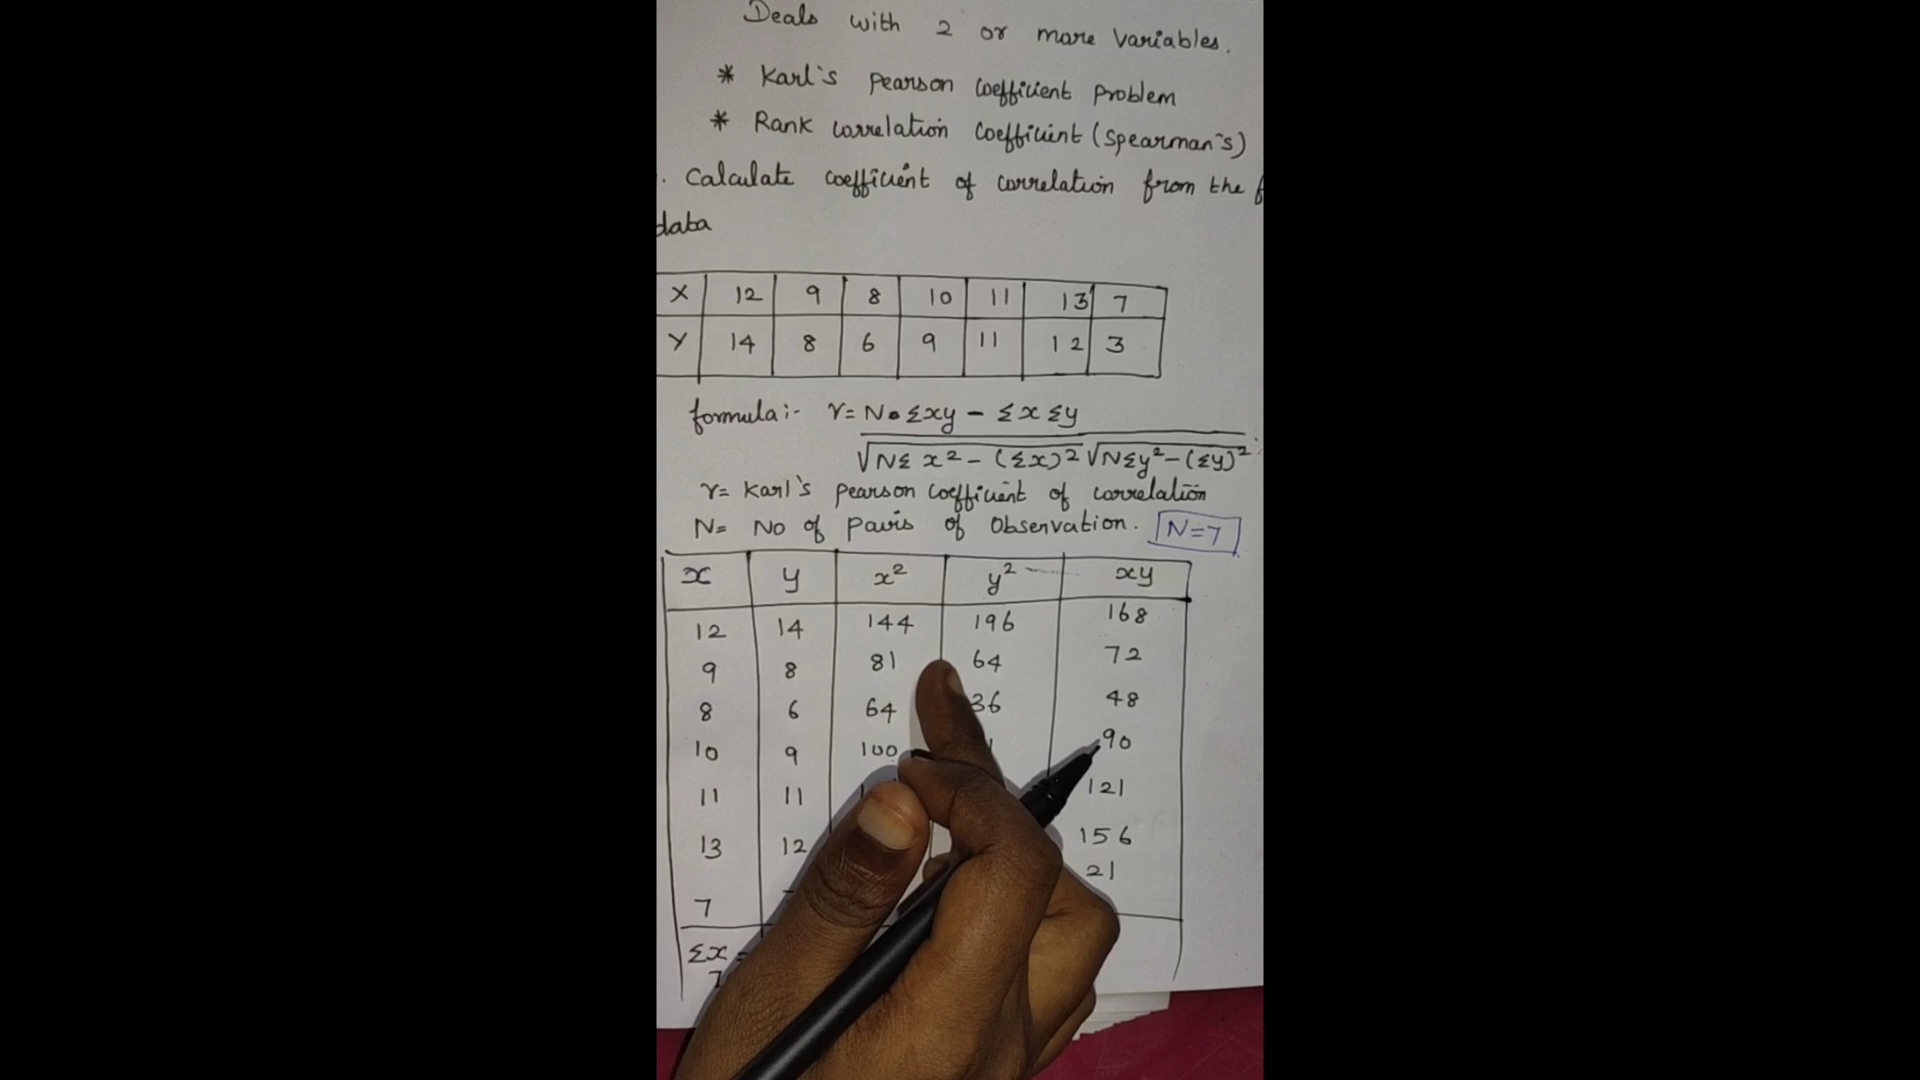 Deals with 2 or more Variables.
* Karl's Pearson Coefficient Problem
* Rank Correlation Coefficient (Spearman's)
. Calculate coefficient of correlation from the f
data
X 12 9 8 10 11 13 7
Y 14 8 6 9 11 12 3
formula:- r = N. Σxy - Σx Σy
√NΣx² - (Σx)² √NΣy² - (Σy)²
r = Karl's Pearson Coefficient of correlation
N = No of Pairs of Observation. N=7
x y x² y² xy
12 14 144 196 168
9 8 81 64 72
8 6 64 36 48
10 9 100 90
11 11 121
13 12 156
7 21
Σx =
7